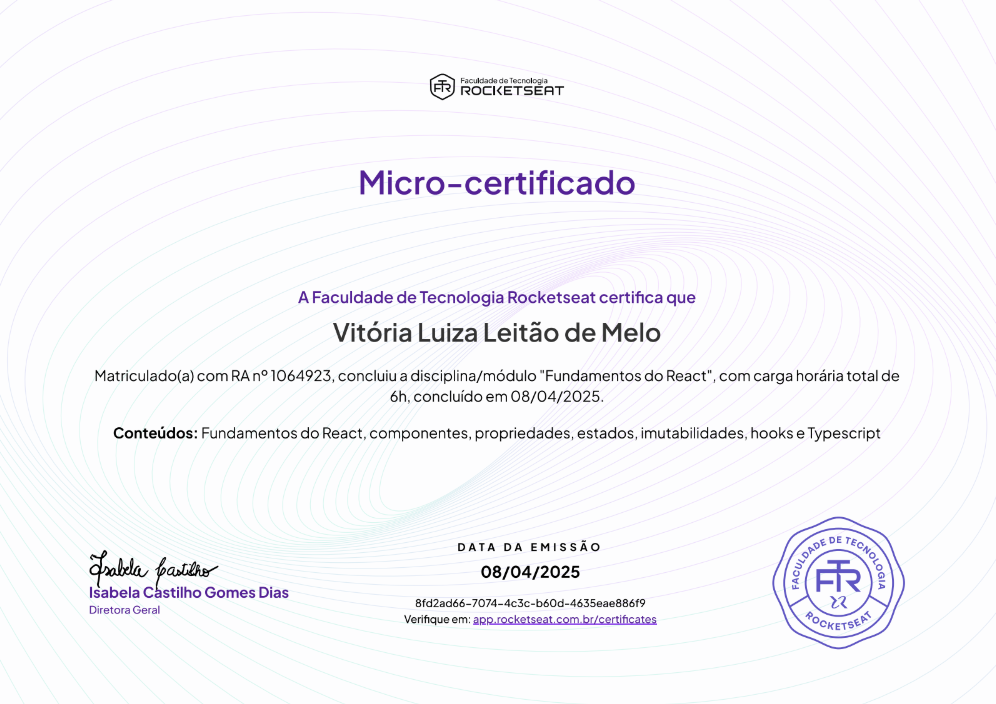 Faculdade de Tecnologia
ROCKETSEAT
Micro-certificado
A Faculdade de Tecnologia Rocketseat certifica que
Vitória Luiza Leitão de Melo
Matriculado(a) com RA nº 1064923, concluiu a disciplina/módulo "Fundamentos do React", com carga horária total de
6h, concluído em 08/04/2025.
Conteúdos: Fundamentos do React, componentes, propriedades, estados, imutabilidades, hooks e Typescript
Isabela Castilho
Isabela Castilho Gomes Dias
Diretora Geral
DATA DA EMISSÃO
08/04/2025
8fd2ad66-7074-4c3c-b60d-4635eae886f9
Verifique em: app.rocketseat.com.br/certificates
FACULDADE DE TECNOLOGIA
FTR
ROCKETSEAT